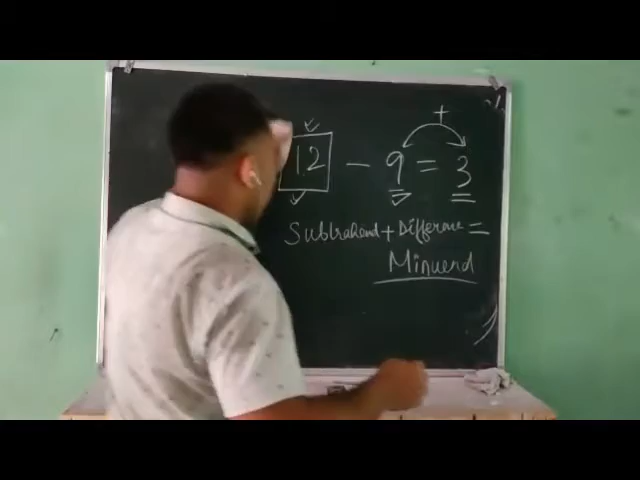 +
12 - 9 = 3
Subtrahend + Difference =
Minuend